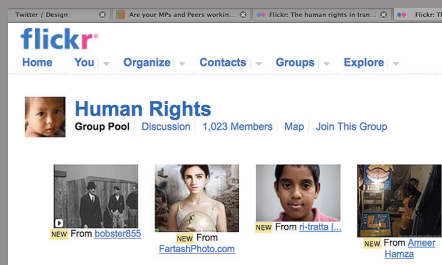 Twitter / Design
Are your MPs and Peers workin...
Flickr: The human rights in Iran...
Flickr: T
flickr
Home You Organize Contacts Groups Explore
Human Rights
Group Pool Discussion 1,023 Members Map Join This Group
NEW From bobster855
NEW From FartashPhoto.com
NEW From ri-tratta |...
NEW From Ameer Hamza